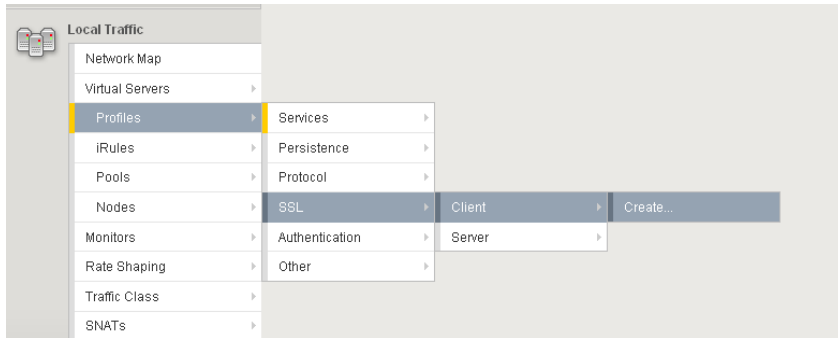 Local Traffic
Network Map
Virtual Servers
Profiles
Services
iRules
Persistence
Pools
Protocol
Nodes
SSL
Client
Create...
Monitors
Authentication
Server
Rate Shaping
Other
Traffic Class
SNATs